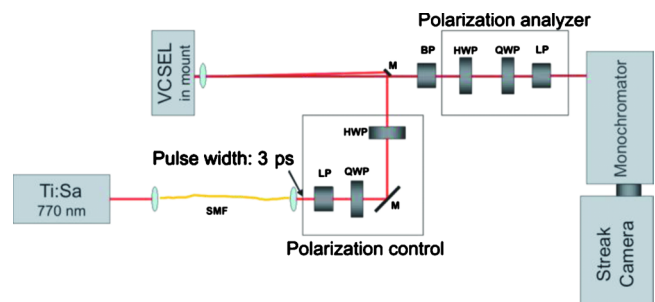 Polarization analyzer
VCSEL
in mount
M
BP
HWP
QWP
LP
Monochromator
HWP
Pulse width: 3 ps
LP
QWP
M
Ti:Sa
770 nm
SMF
Polarization control
Streak
Camera